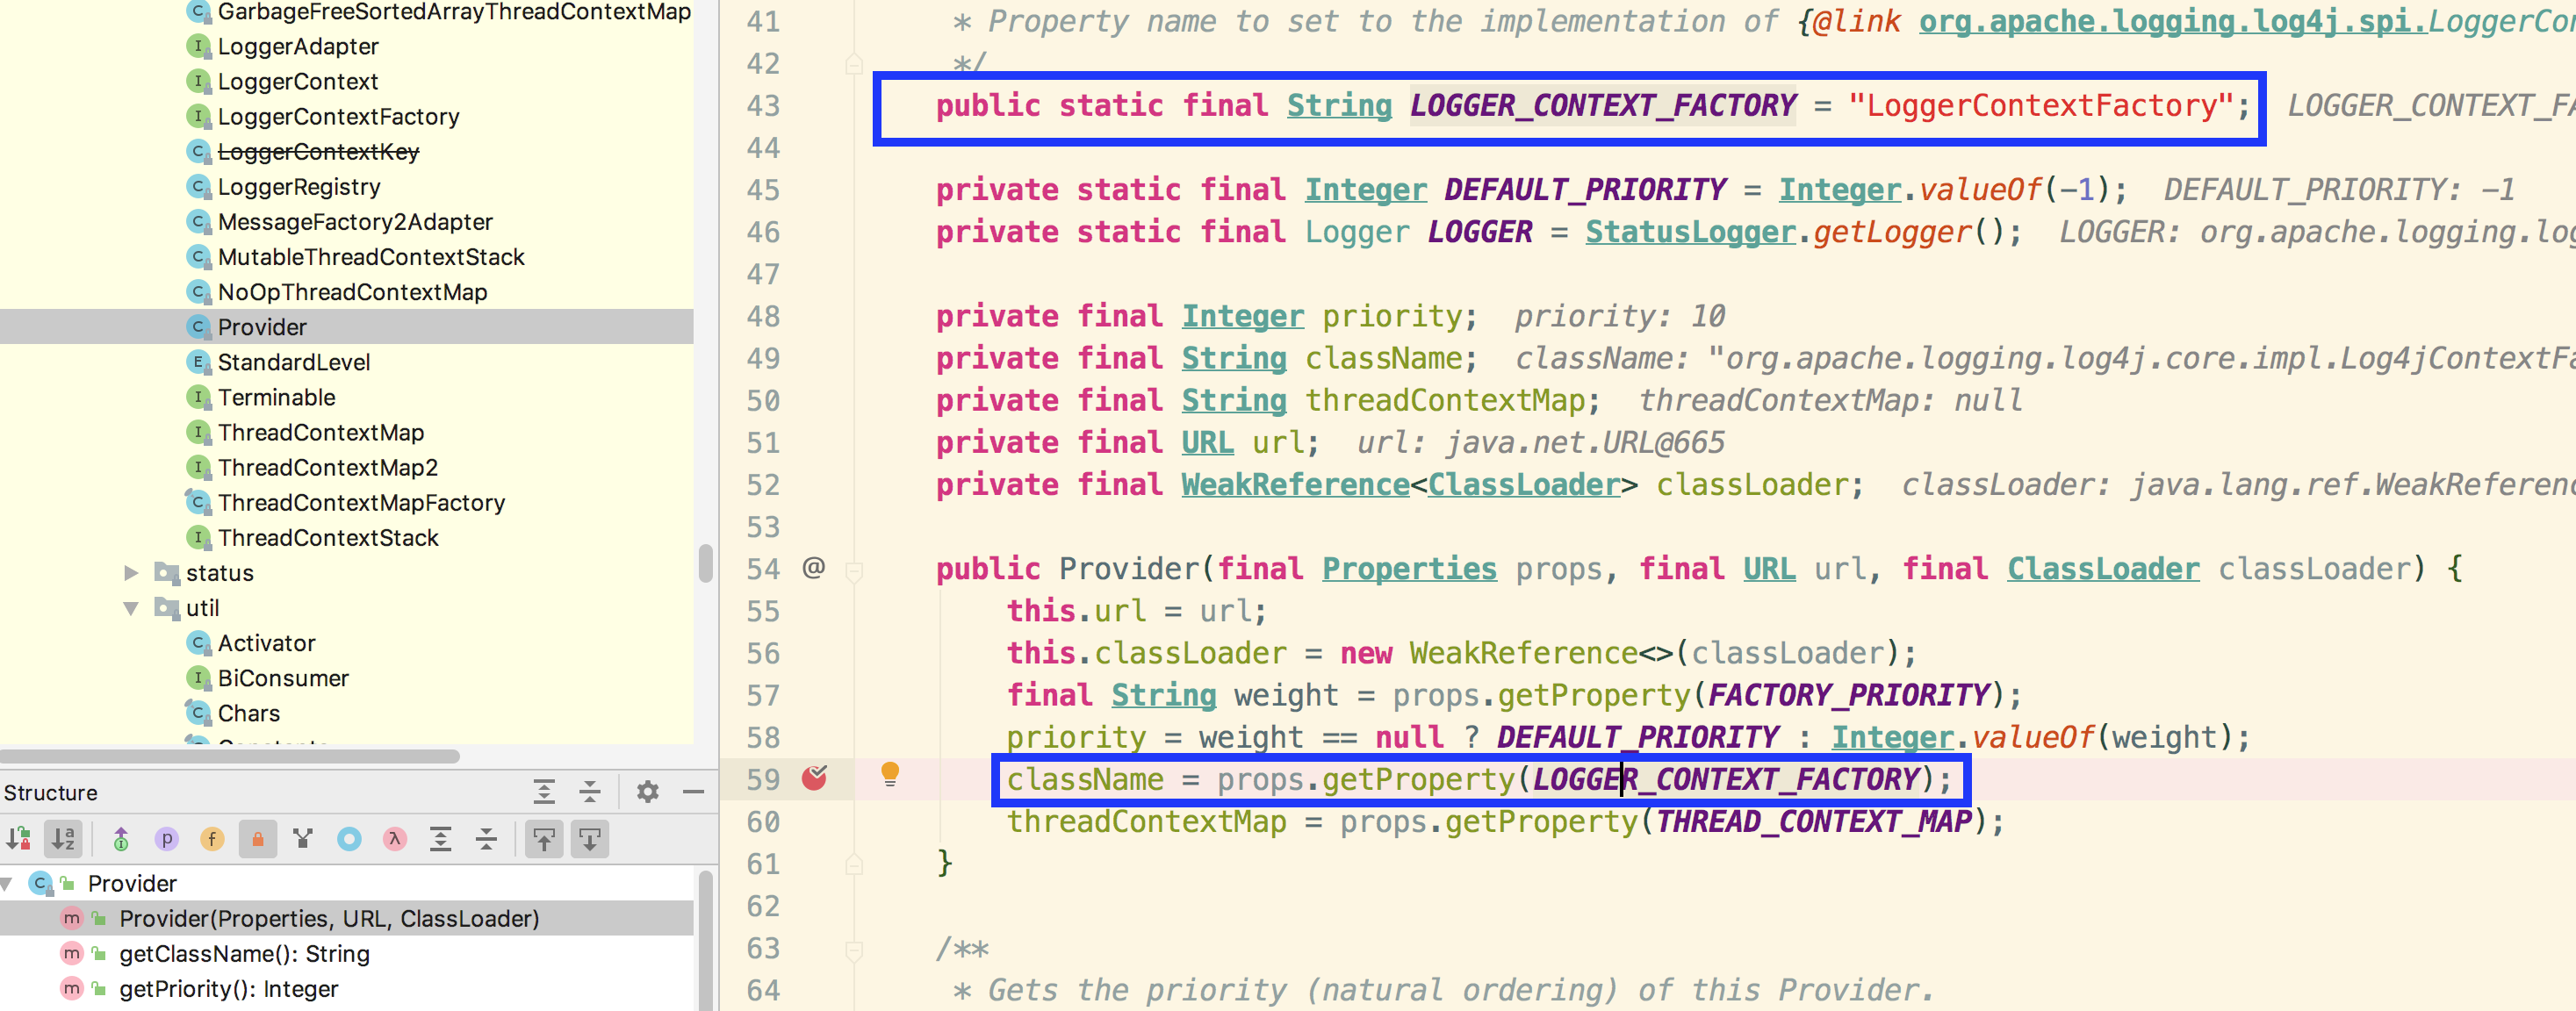 GarbageFreeSortedArrayThreadContextMap
LoggerAdapter
LoggerContext
LoggerContextFactory
LoggerContextKey
LoggerRegistry
MessageFactory2Adapter
MutableThreadContextStack
NoOpThreadContextMap
Provider
StandardLevel
Terminable
ThreadContextMap
ThreadContextMap2
ThreadContextMapFactory
ThreadContextStack
status
util
Activator
BiConsumer
Chars
Structure
Provider
Provider(Properties, URL, ClassLoader)
getClassName(): String
getPriority(): Integer
41 * Property name to set to the implementation of {@link org.apache.logging.log4j.spi.LoggerCon
42 */
43 public static final String LOGGER_CONTEXT_FACTORY = "LoggerContextFactory"; LOGGER_CONTEXT_FA
44
45 private static final Integer DEFAULT_PRIORITY = Integer.valueOf(-1); DEFAULT_PRIORITY: -1
46 private static final Logger LOGGER = StatusLogger.getLogger(); LOGGER: org.apache.logging.log
47
48 private final Integer priority; priority: 10
49 private final String className; className: "org.apache.logging.log4j.core.impl.Log4jContextFa
50 private final String threadContextMap; threadContextMap: null
51 private final URL url; url: java.net.URL@665
52 private final WeakReference<ClassLoader> classLoader; classLoader: java.lang.ref.WeakReferenc
53
54 @ public Provider(final Properties props, final URL url, final ClassLoader classLoader) {
55 this.url = url;
56 this.classLoader = new WeakReference<>(classLoader);
57 final String weight = props.getProperty(FACTORY_PRIORITY);
58 priority = weight == null ? DEFAULT_PRIORITY : Integer.valueOf(weight);
59 className = props.getProperty(LOGGER_CONTEXT_FACTORY);
60 threadContextMap = props.getProperty(THREAD_CONTEXT_MAP);
61 }
62
63 /**
64 * Gets the priority (natural ordering) of this Provider.